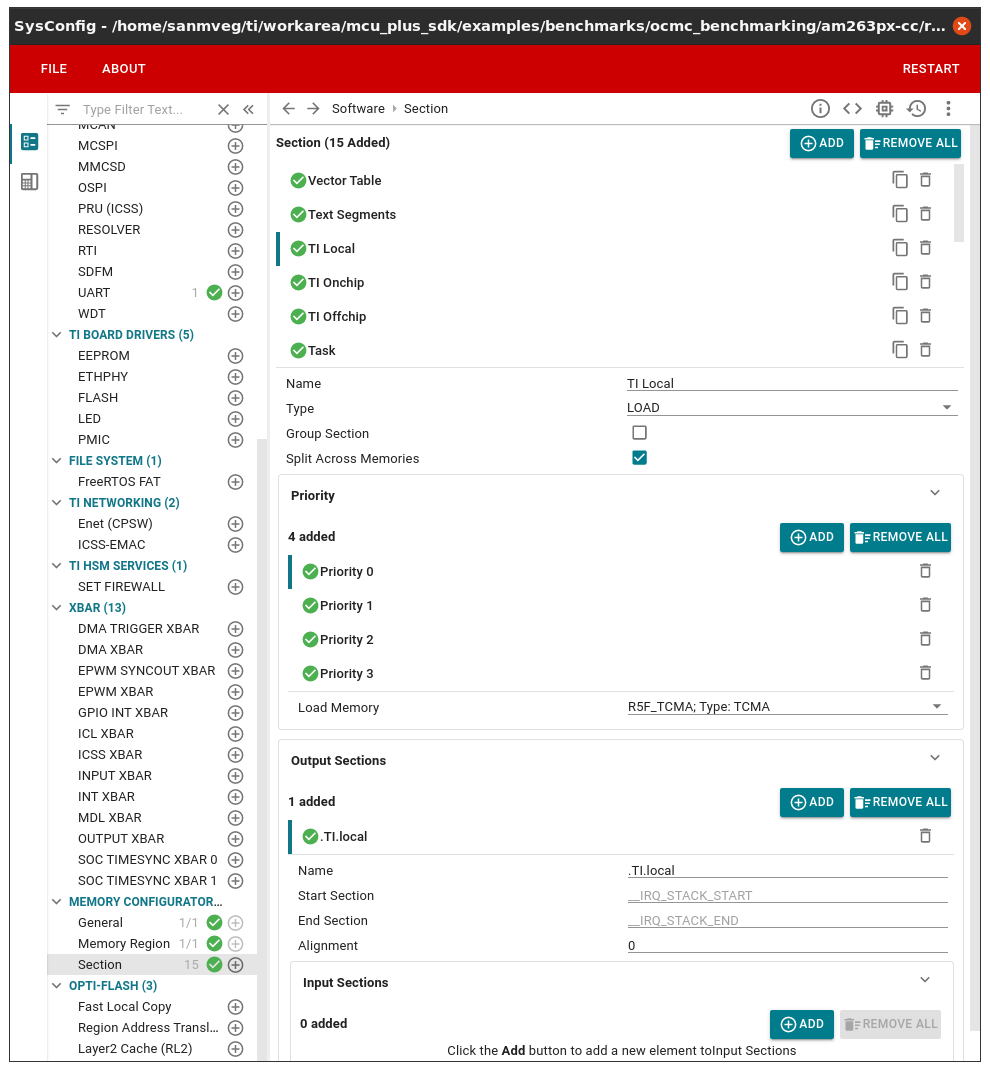 SysConfig - /home/sanmveg/ti/workarea/mcu_plus_sdk/examples/benchmarks/ocmc_benchmarking/am263px-cc/r...
FILE ABOUT RESTART
Type Filter Text...
MCAN
MCSPI
MMCSD
OSPI
PRU (ICSS)
RESOLVER
RTI
SDFM
UART 1
WDT
TI BOARD DRIVERS (5)
EEPROM
ETHPHY
FLASH
LED
PMIC
FILE SYSTEM (1)
FreeRTOS FAT
TI NETWORKING (2)
Enet (CPSW)
ICSS-EMAC
TI HSM SERVICES (1)
SET FIREWALL
XBAR (13)
DMA TRIGGER XBAR
DMA XBAR
EPWM SYNCOUT XBAR
EPWM XBAR
GPIO INT XBAR
ICL XBAR
ICSS XBAR
INPUT XBAR
INT XBAR
MDL XBAR
OUTPUT XBAR
SOC TIMESYNC XBAR 0
SOC TIMESYNC XBAR 1
MEMORY CONFIGURATOR...
General 1/1
Memory Region 1/1
Section 15
OPTI-FLASH (3)
Fast Local Copy
Region Address Transl...
Layer2 Cache (RL2)
Software Section
Section (15 Added) ADD REMOVE ALL
Vector Table
Text Segments
TI Local
TI Onchip
TI Offchip
Task
Name TI Local
Type LOAD
Group Section
Split Across Memories
Priority
4 added ADD REMOVE ALL
Priority 0
Priority 1
Priority 2
Priority 3
Load Memory R5F_TCMA; Type: TCMA
Output Sections
1 added ADD REMOVE ALL
.TI.local
Name .TI.local
Start Section __IRQ_STACK_START
End Section __IRQ_STACK_END
Alignment 0
Input Sections
0 added ADD REMOVE ALL
Click the Add button to add a new element toInput Sections